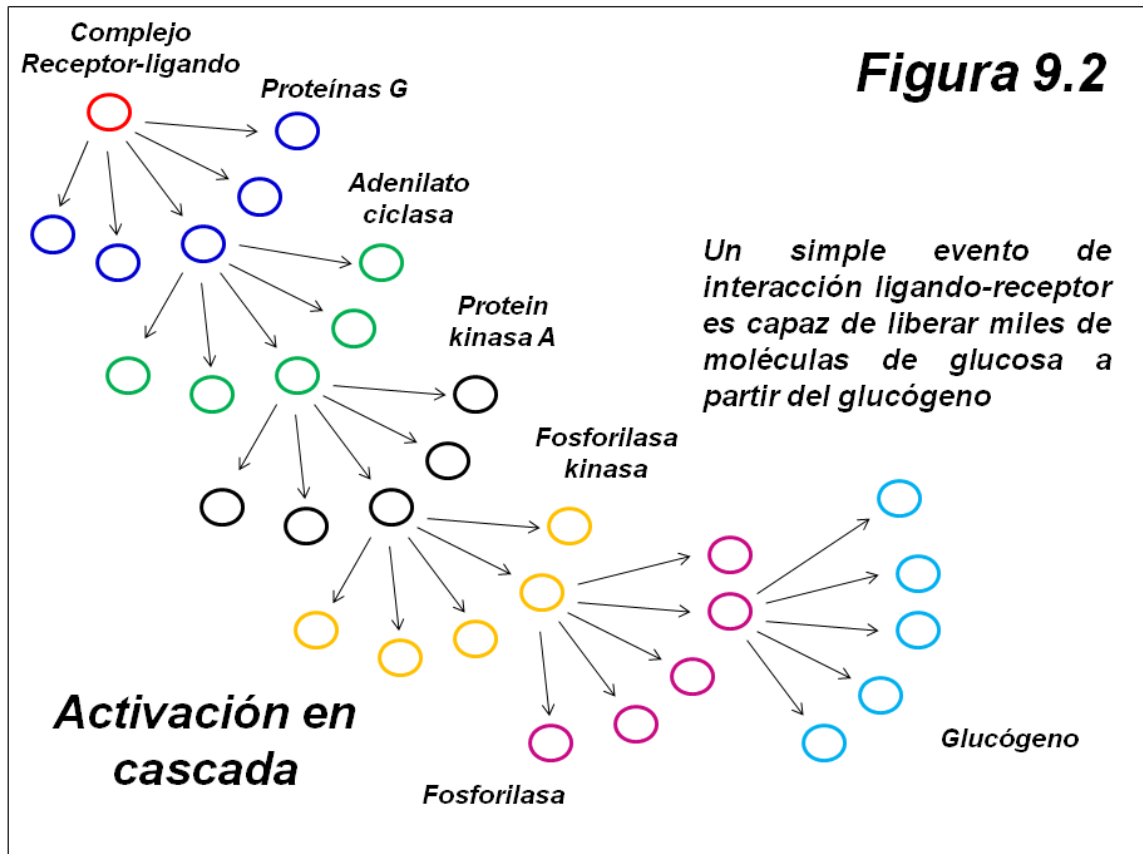 Complejo
Receptor-ligando
Figura 9.2
Proteínas G
Adenilato
ciclasa
Un simple evento de
interacción ligando-receptor
es capaz de liberar miles de
moléculas de glucosa a
partir del glucógeno
Protein
kinasa A
Fosforilasa
kinasa
Activación en
cascada
Glucógeno
Fosforilasa